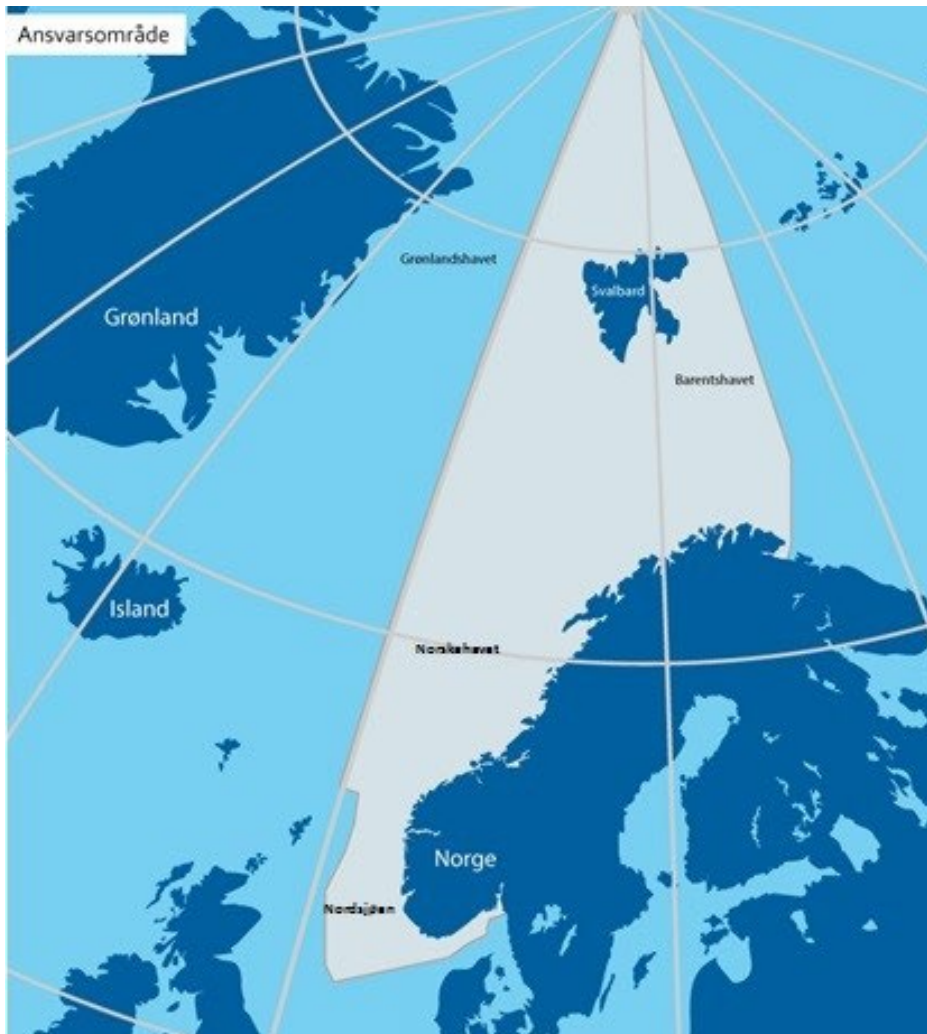 Ansvarsområde
Grønlandshavet
Svalbard
Grønland
Barentshavet
Island
Norskehavet
Norge
Nordsjøen